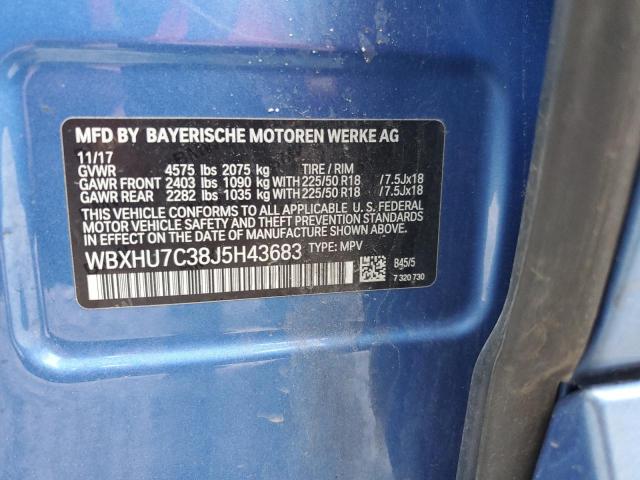 MFD BY BAYERISCHE MOTOREN WERKE AG
11/17
GVWR 4575 lbs 2075 kg TIRE / RIM
GAWR FRONT 2403 lbs 1090 kg WITH 225/50 R18 /7.5Jx18
GAWR REAR 2282 lbs 1035 kg WITH 225/50 R18 /7.5Jx18
THIS VEHICLE CONFORMS TO ALL APPLICABLE U. S. FEDERAL
MOTOR VEHICLE SAFETY AND THEFT PREVENTION STANDARDS IN
EFFECT ON THE DATE OF MANUFACTURE SHOWN ABOVE.
WBXHU7C38J5H43683 TYPE: MPV
B45/5
7 320 730